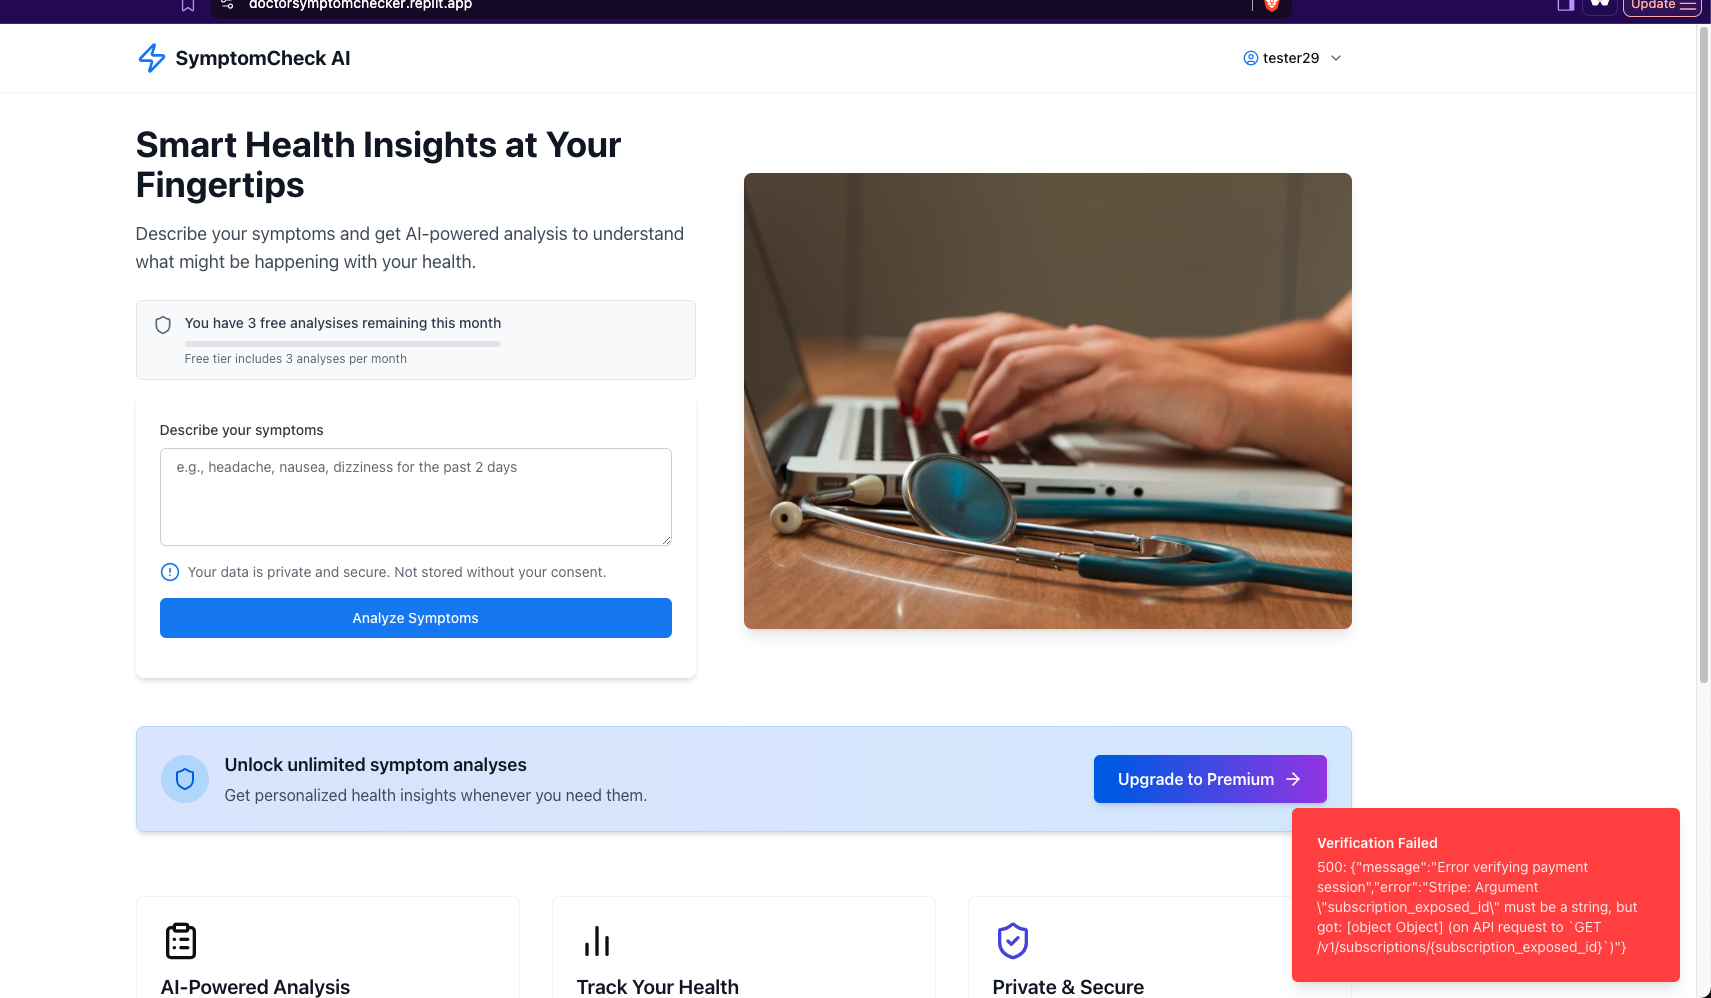 doctorsymptomchecker.replit.app
Update
SymptomCheck AI
tester29
Smart Health Insights at Your
Fingertips
Describe your symptoms and get AI-powered analysis to understand
what might be happening with your health.
You have 3 free analysises remaining this month
Free tier includes 3 analyses per month
Describe your symptoms
e.g., headache, nausea, dizziness for the past 2 days
Your data is private and secure. Not stored without your consent.
Analyze Symptoms
Unlock unlimited symptom analyses
Get personalized health insights whenever you need them.
Upgrade to Premium
Verification Failed
500: {"message":"Error verifying payment
session","error":"Stripe: Argument
\"subscription_exposed_id\" must be a string, but
got: [object Object] (on API request to `GET
/v1/subscriptions/{subscription_exposed_id}`)"}
AI-Powered Analysis
Track Your Health
Private & Secure